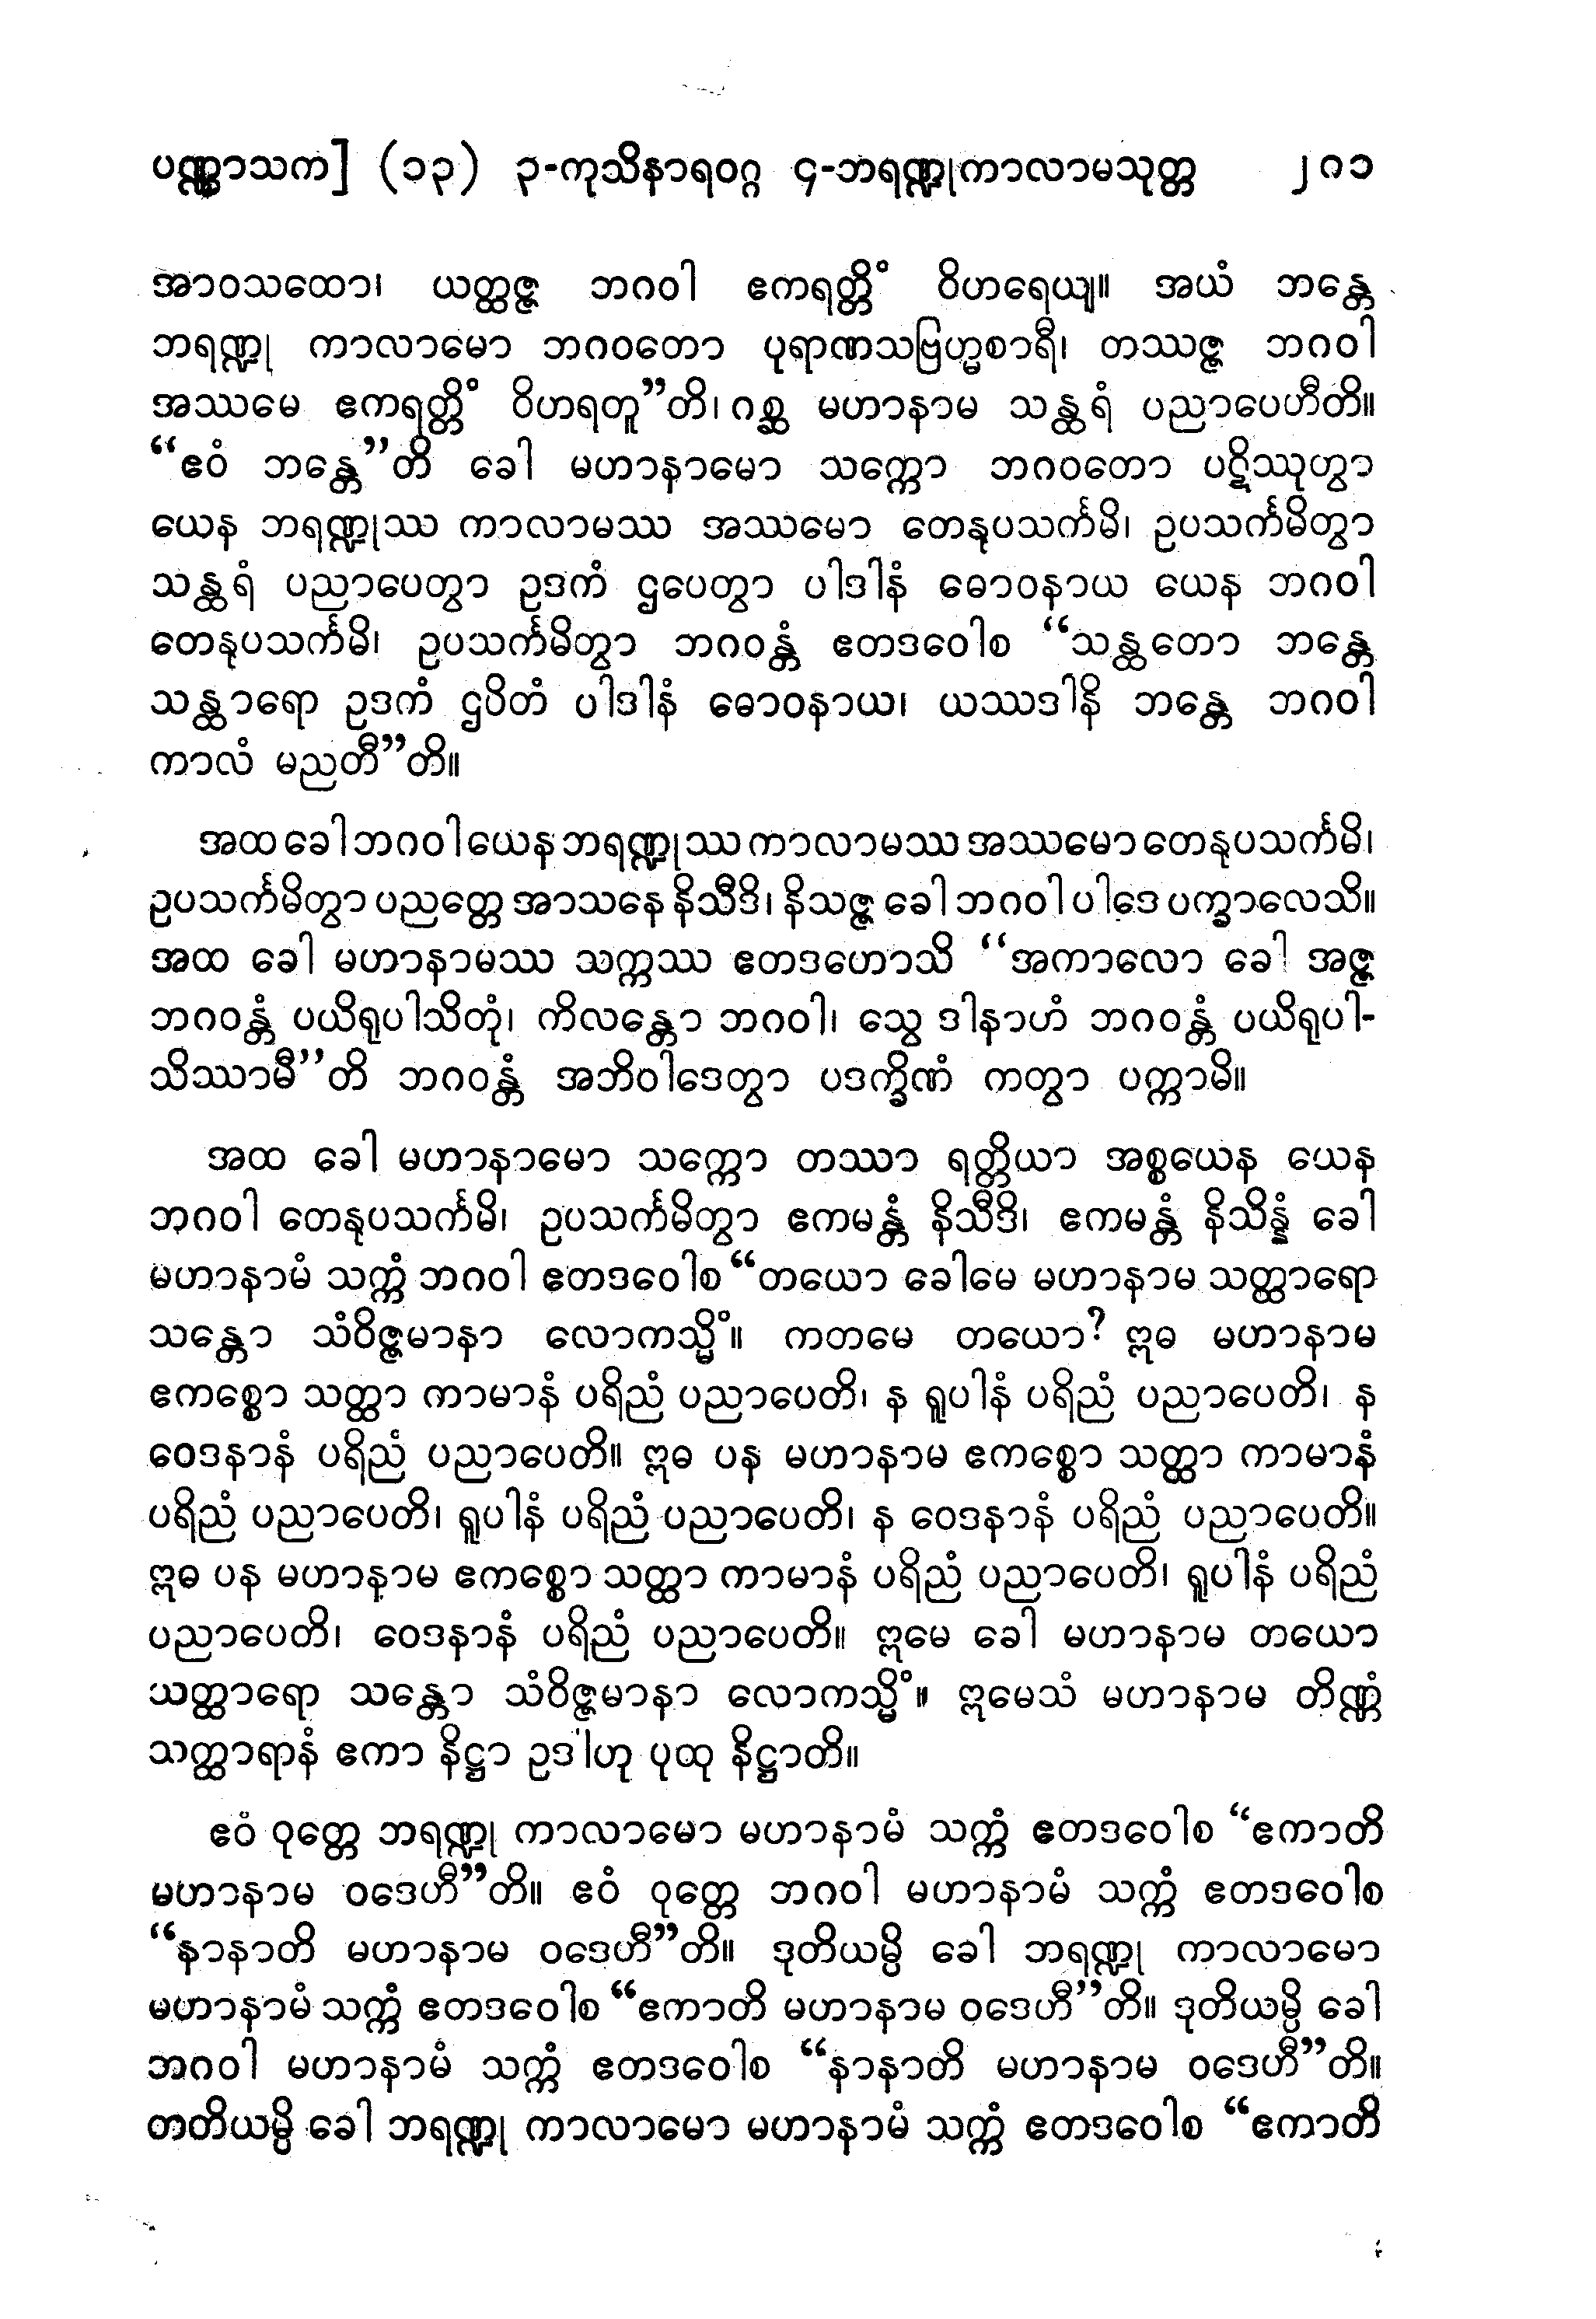 ပဏ္ဏာသက] (၁၃) ၃-ကုသိနာရဝဂ္ဂ ၄-ဘရဏ္ဍုကာလာမသုတ္တ ၂၈၁
အာဝသထော၊ ယတ္ထဇ္ဇ ဘဂဝါ ဧကရတ္တိံ ဝိဟရေယျ။ အယံ ဘန္တေ
ဘရဏ္ဍု ကာလာမော ဘဂဝတော ပုရာဏသဗြဟ္မစာရီ၊ တဿဇ္ဇ ဘဂဝါ
အဿမေ ဧကရတ္တိံ ဝိဟရတူ”တိ၊ ဂစ္ဆ မဟာနာမ သန္ထရံ ပညာပေဟီတိ။
“ဧဝံ ဘန္တေ”တိ ခေါ မဟာနာမော သက္ကော ဘဂဝတော ပဋိဿုတွာ
ယေန ဘရဏ္ဍုဿ ကာလာမဿ အဿမော တေနုပသင်္ကမိ၊ ဥပသင်္ကမိတွာ
သန္ထရံ ပညာပေတွာ ဥဒကံ ဌပေတွာ ပါဒါနံ ဓောဝနာယ ယေန ဘဂဝါ
တေနုပသင်္ကမိ၊ ဥပသင်္ကမိတွာ ဘဂဝန္တံ ဧတဒဝေါစ “သန္ထတော ဘန္တေ
သန္ထာရော ဥဒကံ ဌပိတံ ပါဒါနံ ဓောဝနာယ၊ ယဿဒါနိ ဘန္တေ ဘဂဝါ
ကာလံ မညတီ”တိ။
အထ ခေါ ဘဂဝါ ယေန ဘရဏ္ဍုဿ ကာလာမဿ အဿမော တေနုပသင်္ကမိ၊
ဥပသင်္ကမိတွာ ပညတ္တေ အာသနေ နိသီဒိ၊ နိသဇ္ဇ ခေါ ဘဂဝါ ပါဒေ ပက္ခာလေသိ။
အထ ခေါ မဟာနာမဿ သက္ကဿ ဧတဒဟောသိ “အကာလော ခေါ အဇ္ဇ
ဘဂဝန္တံ ပယိရုပါသိတုံ၊ ကိလန္တော ဘဂဝါ၊ သွေ ဒါနာဟံ ဘဂဝန္တံ ပယိရုပါ-
သိဿာမီ”တိ ဘဂဝန္တံ အဘိဝါဒေတွာ ပဒက္ခိဏံ ကတွာ ပက္ကာမိ။
အထ ခေါ မဟာနာမော သက္ကော တဿာ ရတ္တိယာ အစ္စယေန ယေန
ဘဂဝါ တေနုပသင်္ကမိ၊ ဥပသင်္ကမိတွာ ဧကမန္တံ နိသီဒိ၊ ဧကမန္တံ နိသိန္နံ ခေါ
မဟာနာမံ သက္ကံ ဘဂဝါ ဧတဒဝေါစ “တယော ခေါမေ မဟာနာမ သတ္ထာရော
သန္တော သံဝိဇ္ဇမာနာ လောကသ္မိံ။ ကတမေ တယော? ဣဓ မဟာနာမ
ဧကစ္စော သတ္ထာ ကာမာနံ ပရိညံ ပညာပေတိ၊ န ရူပါနံ ပရိညံ ပညာပေတိ၊ န
ဝေဒနာနံ ပရိညံ ပညာပေတိ။ ဣဓ ပန မဟာနာမ ဧကစ္စော သတ္ထာ ကာမာနံ
ပရိညံ ပညာပေတိ၊ ရူပါနံ ပရိညံ ပညာပေတိ၊ န ဝေဒနာနံ ပရိညံ ပညာပေတိ။
ဣဓ ပန မဟာနာမ ဧကစ္စော သတ္ထာ ကာမာနံ ပရိညံ ပညာပေတိ၊ ရူပါနံ ပရိညံ
ပညာပေတိ၊ ဝေဒနာနံ ပရိညံ ပညာပေတိ။ ဣမေ ခေါ မဟာနာမ တယော
သတ္ထာရော သန္တော သံဝိဇ္ဇမာနာ လောကသ္မိံ။ ဣမေသံ မဟာနာမ တိဏ္ဏံ
သတ္ထာရာနံ ဧကာ နိဋ္ဌာ ဥဒါဟု ပုထု နိဋ္ဌာတိ။
ဧဝံ ဝုတ္တေ ဘရဏ္ဍု ကာလာမော မဟာနာမံ သက္ကံ ဧတဒဝေါစ “ဧကာတိ
မဟာနာမ ဝဒေဟီ”တိ။ ဧဝံ ဝုတ္တေ ဘဂဝါ မဟာနာမံ သက္ကံ ဧတဒဝေါစ
“နာနာတိ မဟာနာမ ဝဒေဟီ”တိ။ ဒုတိယမ္ပိ ခေါ ဘရဏ္ဍု ကာလာမော
မဟာနာမံ သက္ကံ ဧတဒဝေါစ “ဧကာတိ မဟာနာမ ဝဒေဟီ”တိ။ ဒုတိယမ္ပိ ခေါ
ဘဂဝါ မဟာနာမံ သက္ကံ ဧတဒဝေါစ “နာနာတိ မဟာနာမ ဝဒေဟီ”တိ။
တတိယမ္ပိ ခေါ ဘရဏ္ဍု ကာလာမော မဟာနာမံ သက္ကံ ဧတဒဝေါစ “ဧကာတိ